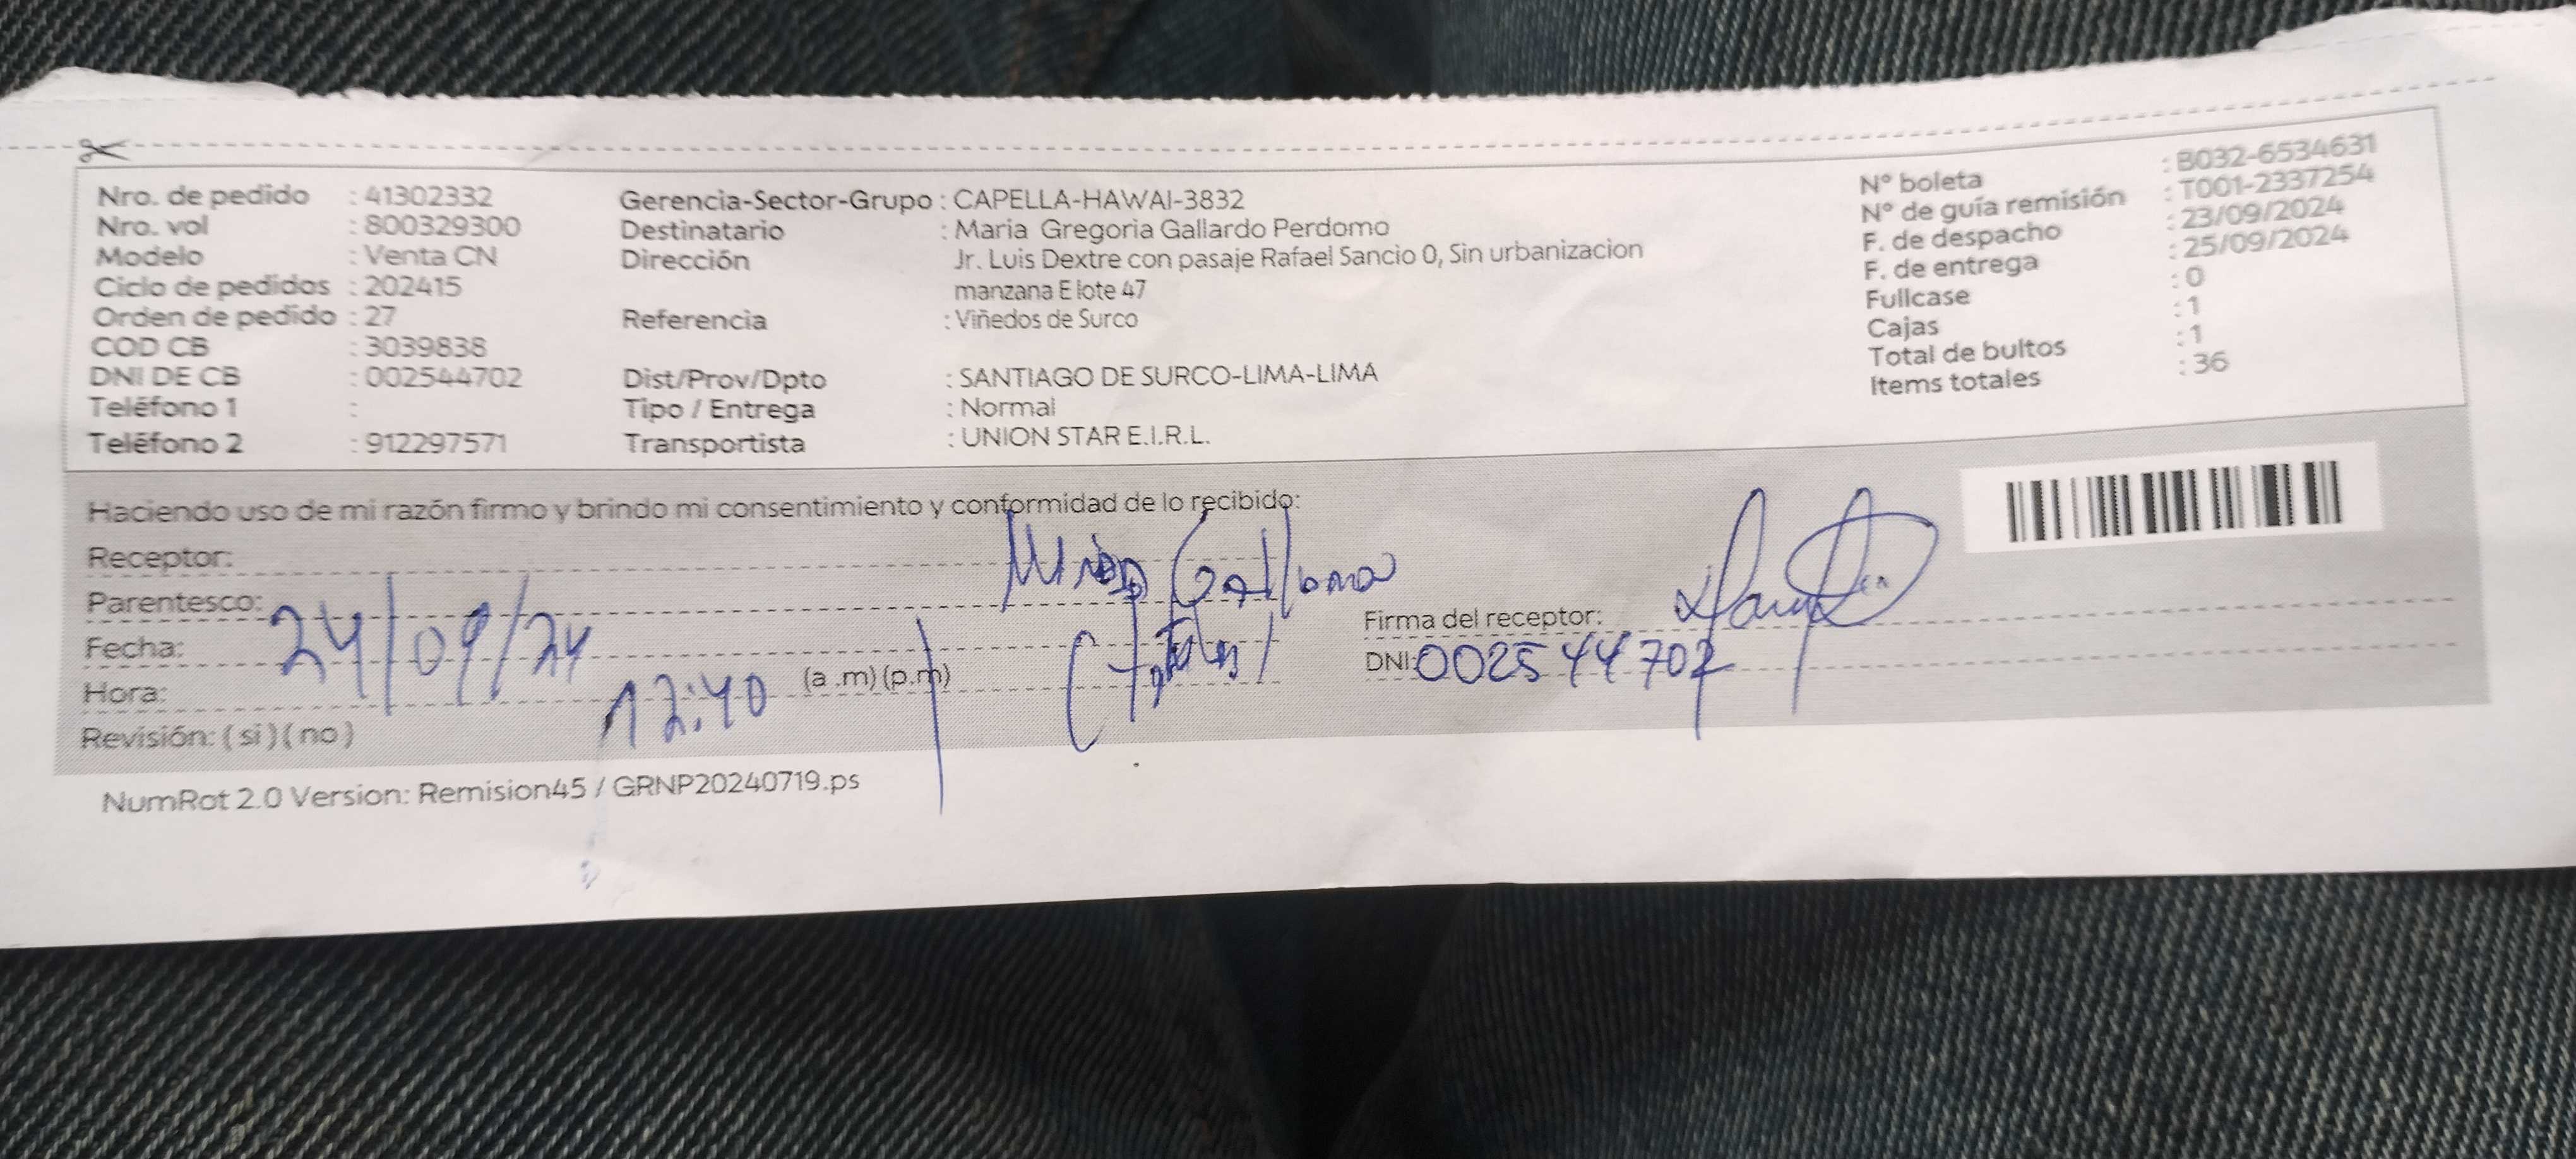 Nro. de pedido : 41302332
Nro. vol : 800329300
Modelo : Venta CN
Ciclo de pedidos : 202415
Orden de pedido : 27
COD CB : 3039838
DNI DE CB : 002544702
Teléfono 1 :
Teléfono 2 : 912297571
Gerencia-Sector-Grupo : CAPELLA-HAWAI-3832
Destinatario : Maria Gregoria Gallardo Perdomo
Dirección Jr. Luis Dextre con pasaje Rafael Sancio 0, Sin urbanizacion
manzana E lote 47
Referencia : Viñedos de Surco
Dist/Prov/Dpto : SANTIAGO DE SURCO-LIMA-LIMA
Tipo / Entrega : Normal
Transportista : UNION STAR E.I.R.L.
N° boleta : B032-6534631
N° de guía remisión : T001-2337254
F. de despacho : 23/09/2024
F. de entrega : 25/09/2024
Fullcase : 0
Cajas : 1
Total de bultos : 1
Items totales : 36
Haciendo uso de mi razón firmo y brindo mi consentimiento y conformidad de lo recibido:
Receptor:
Parentesco:
Fecha: 24/09/24
Hora: 12:40 (a .m) (p.m)
Revisión: ( si ) ( no )
Firma del receptor:
DNI: 002544702
NumRot 2.0 Version: Remision45 / GRNP20240719.ps